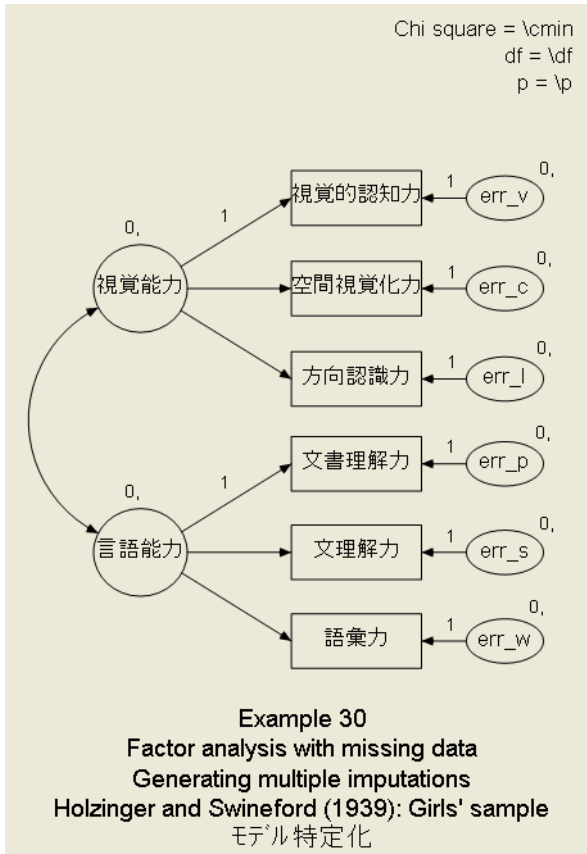 Chi square = \cmin
df = \df
p = \p
視覚的認知力
1
1
err_v
0,
0,
視覚能力
空間視覚化力
1
err_c
0,
方向認識力
1
err_l
0,
文書理解力
1
1
err_p
0,
0,
言語能力
文理解力
1
err_s
0,
語彙力
1
err_w
0,
Example 30
Factor analysis with missing data
Generating multiple imputations
Holzinger and Swineford (1939): Girls' sample
モデル特定化